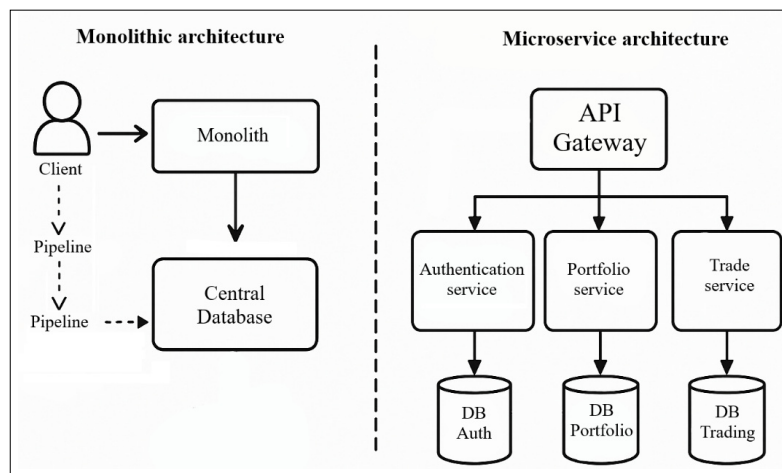 Monolithic architecture
Client
Monolith
Pipeline
Pipeline
Central
Database
Microservice architecture
API
Gateway
Authentication
service
Portfolio
service
Trade
service
DB
Auth
DB
Portfolio
DB
Trading